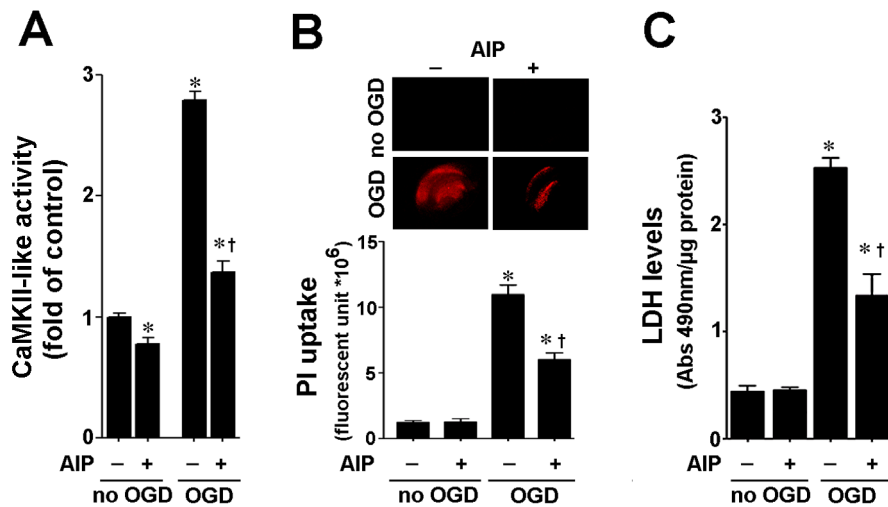 A
CaMKII-like activity
(fold of control)
3
2
1
0
*
*
*†
AIP – + – +
no OGD OGD
B
AIP
– +
no OGD
OGD
PI uptake
(fluorescent unit *10⁶)
15
10
5
0
*
*†
AIP – + – +
no OGD OGD
C
LDH levels
(Abs 490nm/µg protein)
3
2
1
0
*
*†
AIP – + – +
no OGD OGD